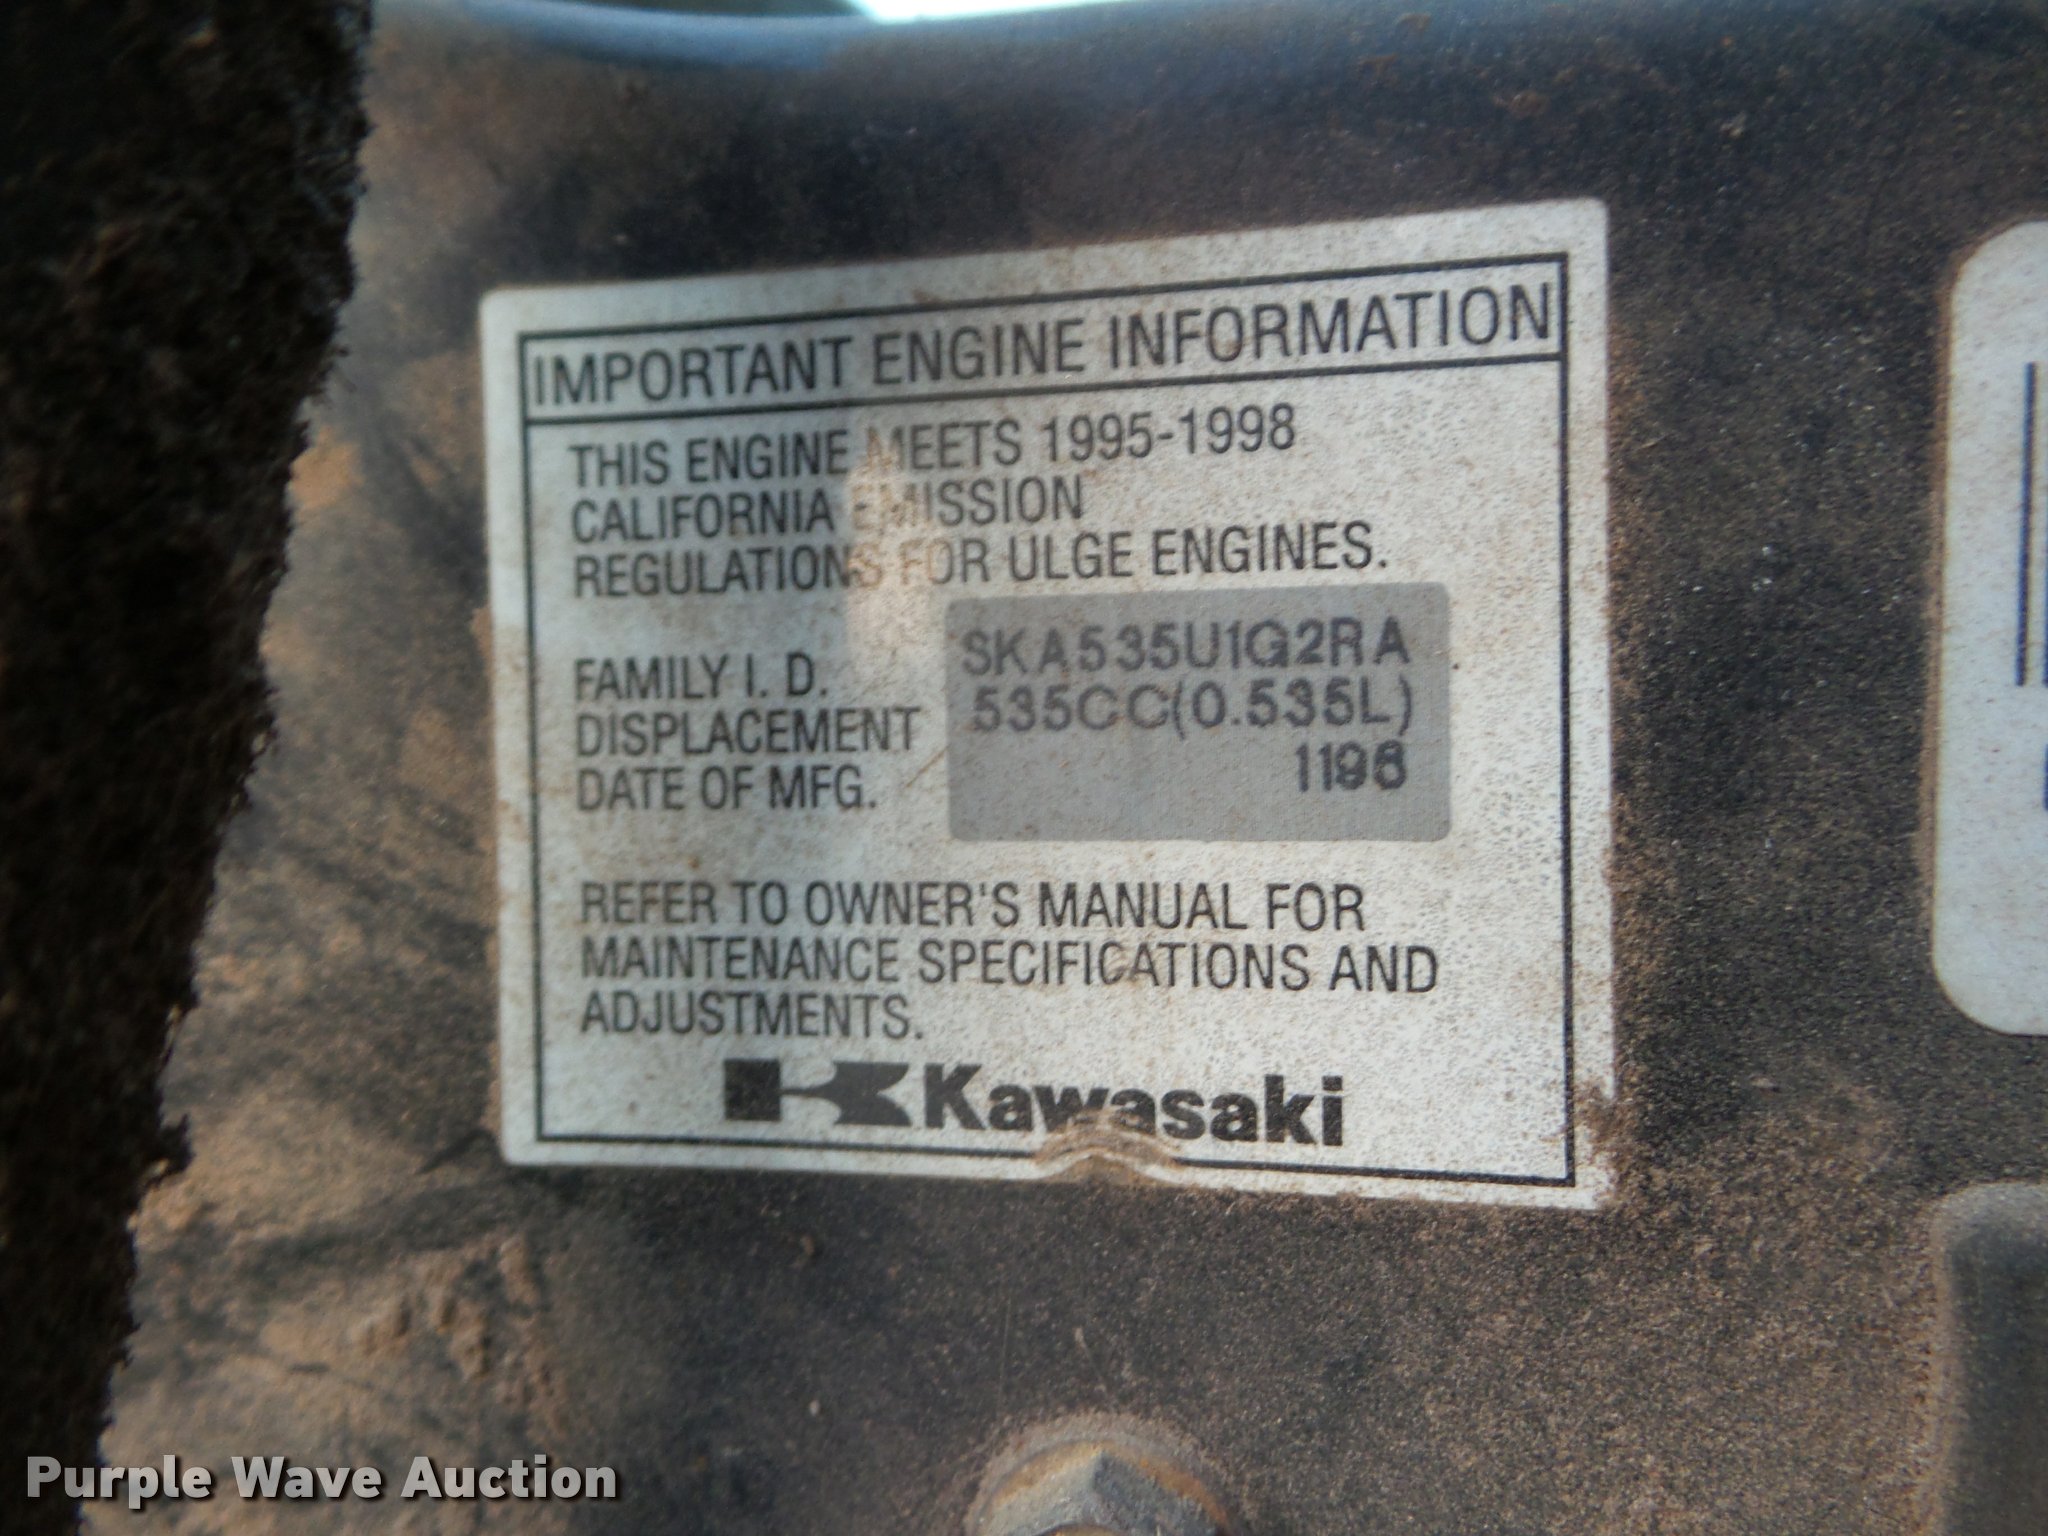 IMPORTANT ENGINE INFORMATION
THIS ENGINE MEETS 1995-1998
CALIFORNIA EMISSION
REGULATIONS FOR ULGE ENGINES.
FAMILY I. D. SKA535U1G2RA
DISPLACEMENT 535CC(0.535L)
DATE OF MFG. 1196
REFER TO OWNER'S MANUAL FOR
MAINTENANCE SPECIFICATIONS AND
ADJUSTMENTS.
Kawasaki
Purple Wave Auction